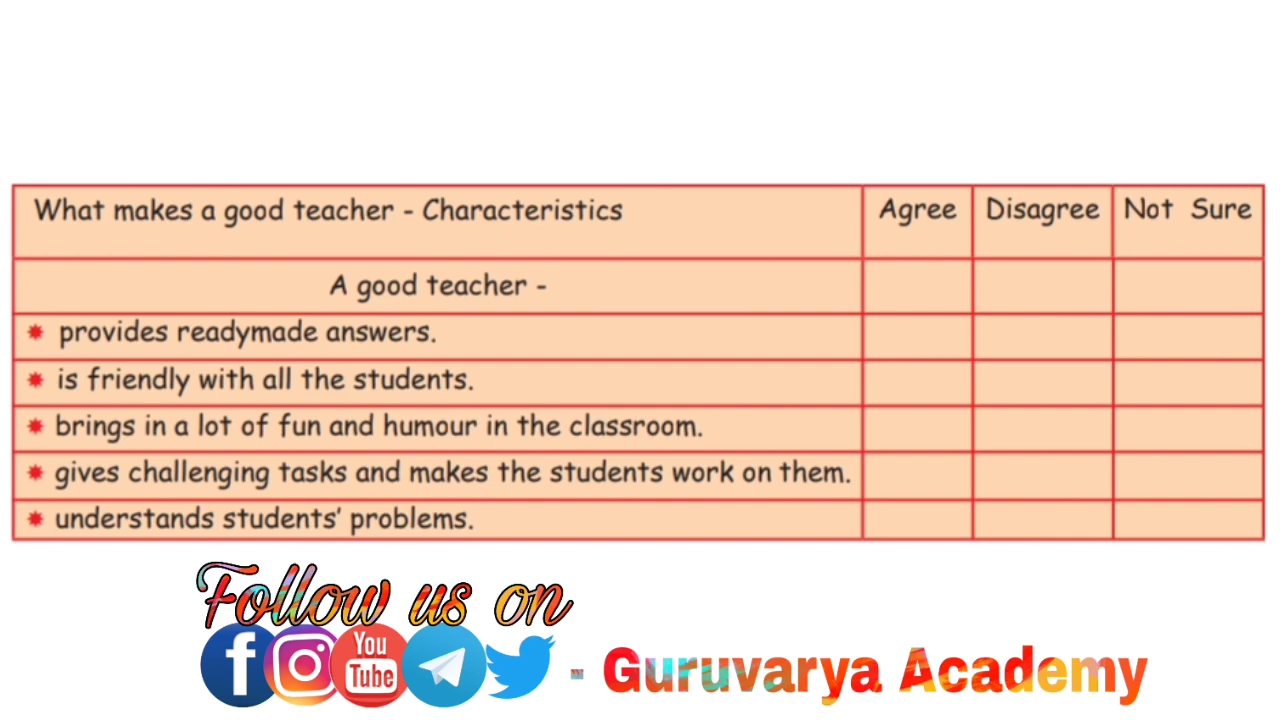 What makes a good teacher - Characteristics Agree Disagree Not Sure
A good teacher -
provides readymade answers.
is friendly with all the students.
brings in a lot of fun and humour in the classroom.
gives challenging tasks and makes the students work on them.
understands students' problems.
Follow us on
f You Tube - Guruvarya Academy